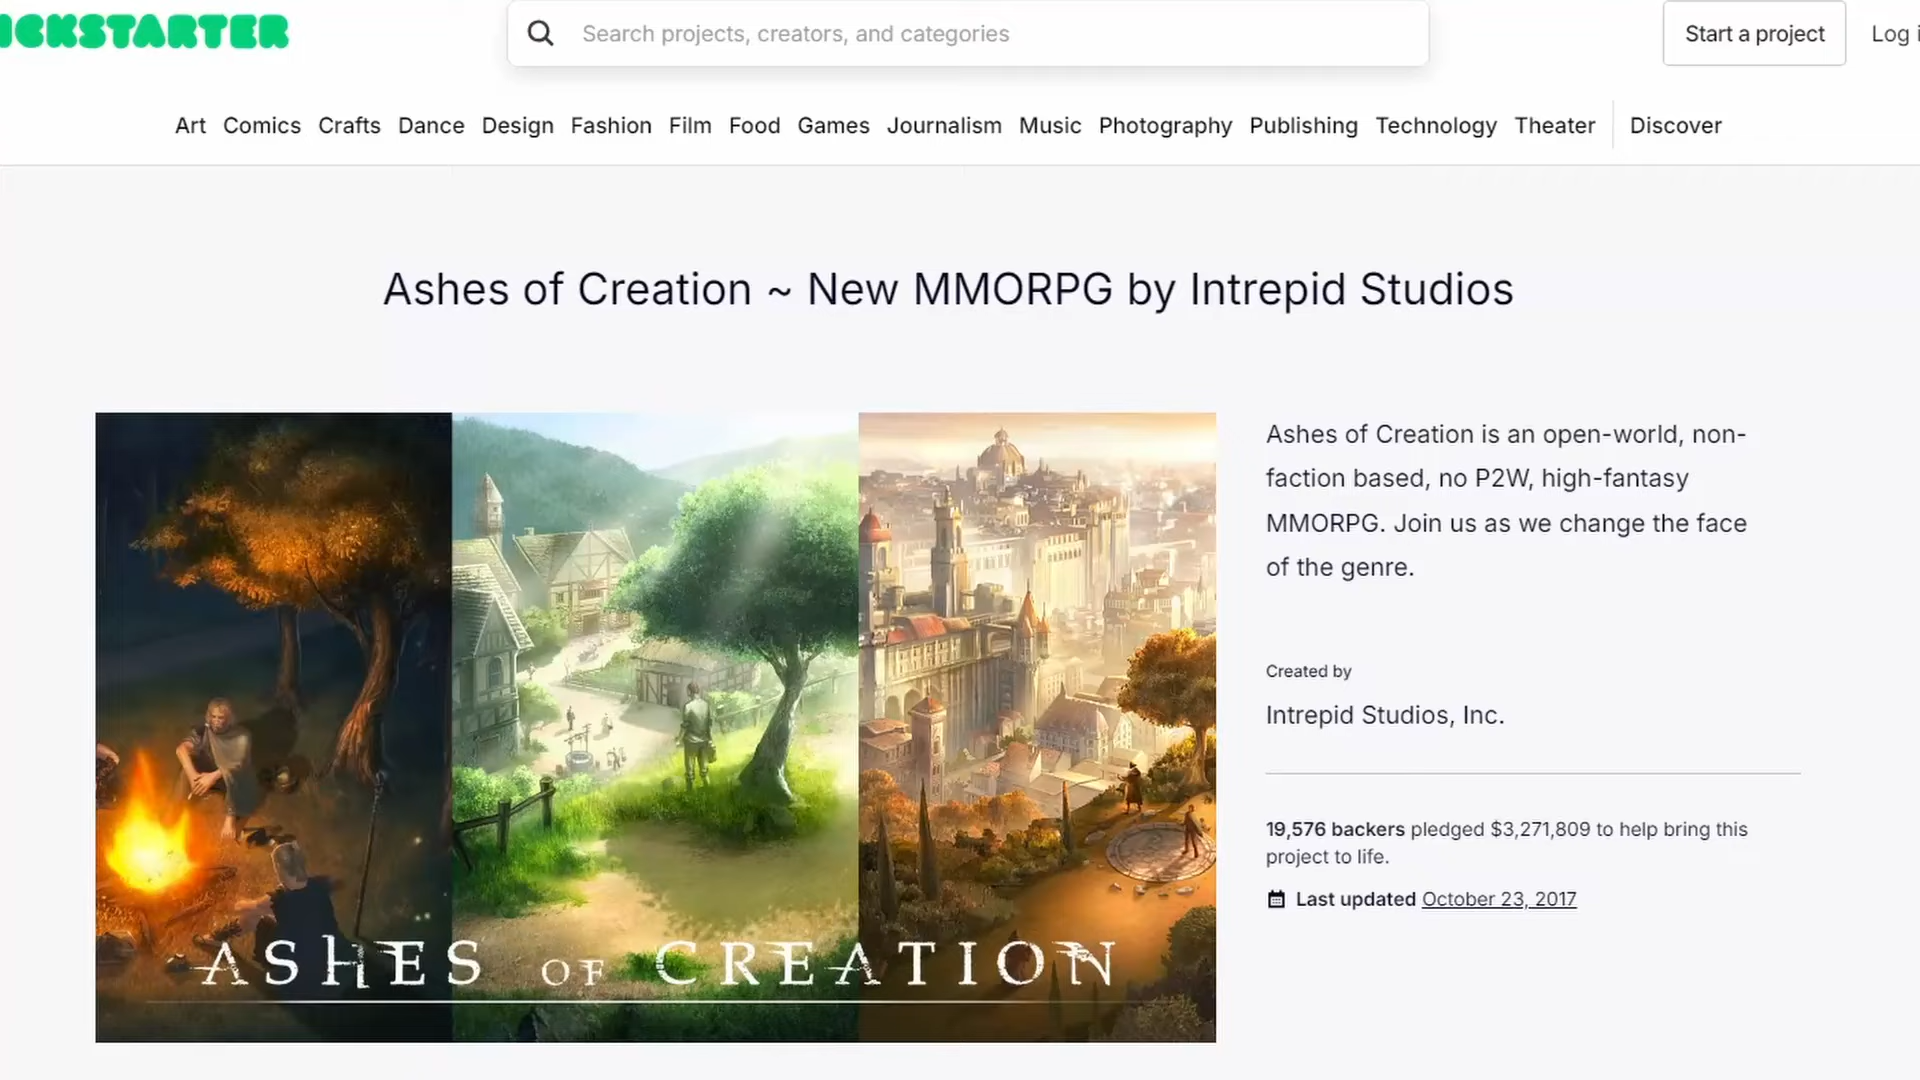 ICKSTARTER
Search projects, creators, and categories
Start a project
Log i
Art Comics Crafts Dance Design Fashion Film Food Games Journalism Music Photography Publishing Technology Theater Discover
Ashes of Creation ~ New MMORPG by Intrepid Studios
Ashes of Creation is an open-world, non-
faction based, no P2W, high-fantasy
MMORPG. Join us as we change the face
of the genre.
Created by
Intrepid Studios, Inc.
19,576 backers pledged $3,271,809 to help bring this
project to life.
Last updated October 23, 2017
ASHES OF CREATION